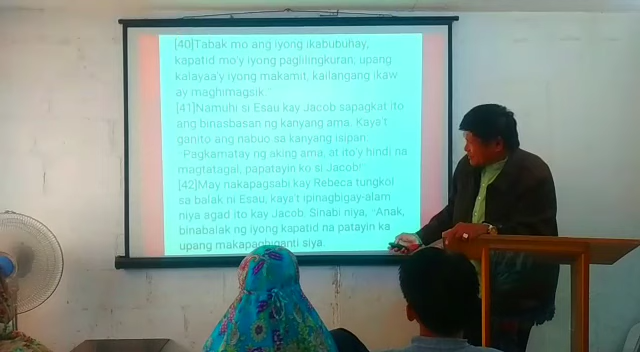 [40]Tabak mo ang iyong ikabubuhay,
kapatid mo'y iyong paglilingkuran; upang
kalayaa'y iyong makamit, kailangang ikaw
ay maghimagsik."
[41]Namuhi si Esau kay Jacob sapagkat ito
ang binasbasan ng kanyang ama. Kaya't
ganito ang nabuo sa kanyang isipan:
"Pagkamatay ng aking ama, at ito'y hindi na
magtatagal, papatayin ko si Jacob!"
[42]May nakapagsabi kay Rebeca tungkol
sa balak ni Esau, kaya't ipinagbigay-alam
niya agad ito kay Jacob. Sinabi niya, "Anak,
binabalak ng iyong kapatid na patayin ka
upang makapaghiganti siya.